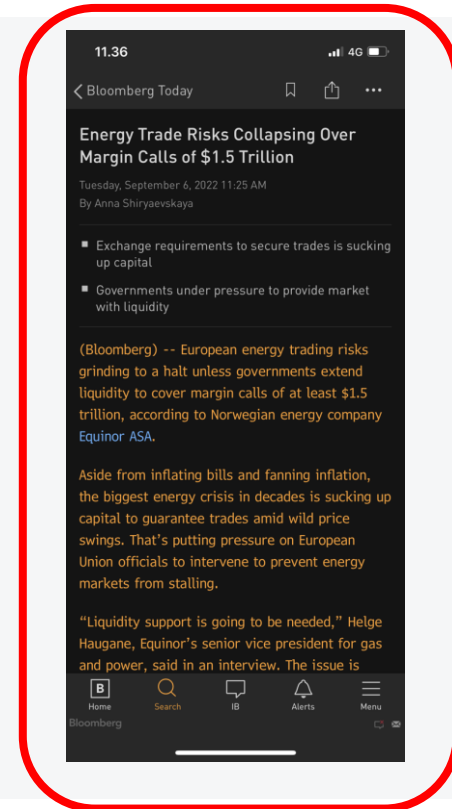 11.36
4G
Bloomberg Today
Energy Trade Risks Collapsing Over
Margin Calls of $1.5 Trillion
Tuesday, September 6, 2022 11:25 AM
By Anna Shiryaevskaya
Exchange requirements to secure trades is sucking
up capital
Governments under pressure to provide market
with liquidity
(Bloomberg) -- European energy trading risks
grinding to a halt unless governments extend
liquidity to cover margin calls of at least $1.5
trillion, according to Norwegian energy company
Equinor ASA.
Aside from inflating bills and fanning inflation,
the biggest energy crisis in decades is sucking up
capital to guarantee trades amid wild price
swings. That’s putting pressure on European
Union officials to intervene to prevent energy
markets from stalling.
“Liquidity support is going to be needed,” Helge
Haugane, Equinor’s senior vice president for gas
and power, said in an interview. The issue is
B
Home Search IB Alerts Menu
Bloomberg